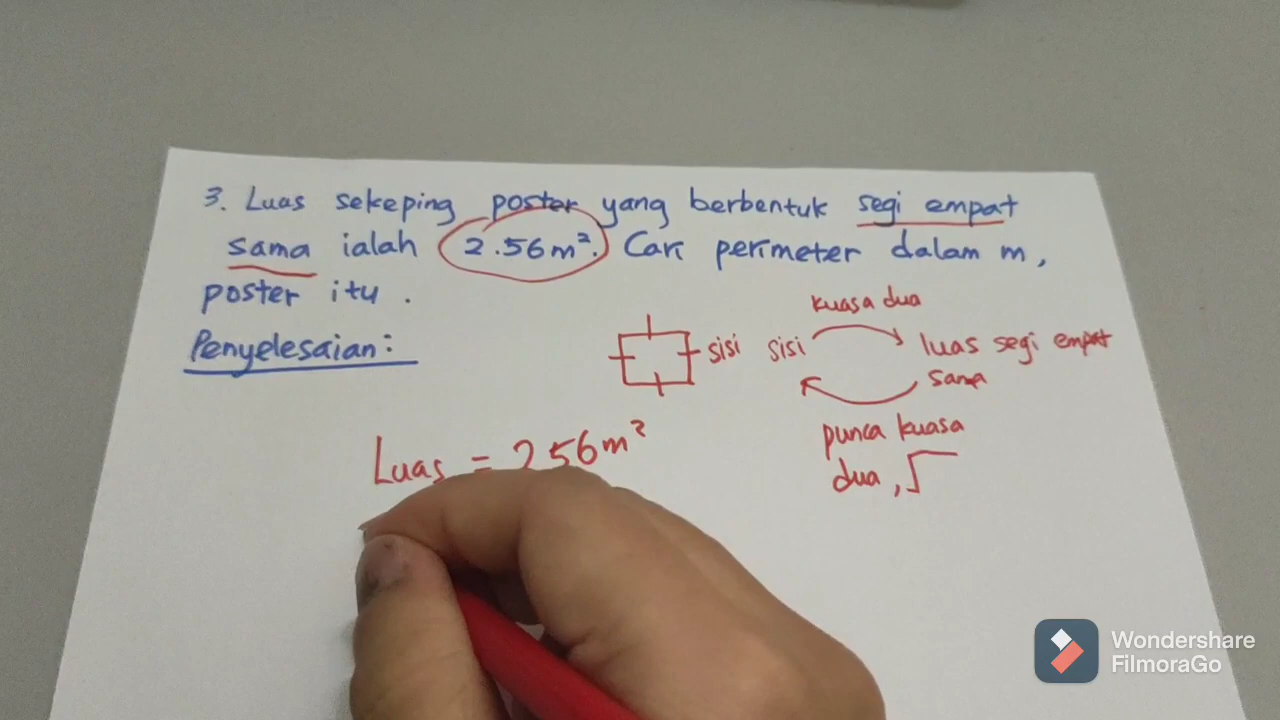 3. Luas sekeping poster yang berbentuk segi empat
sama ialah 2.56m². Cari perimeter dalam m,
poster itu.
Penyelesaian:
kuasa dua
sisi sisi luas segi empat
sama
punca kuasa
dua, √
Luas = 2.56m²
Wondershare
FilmoraGo